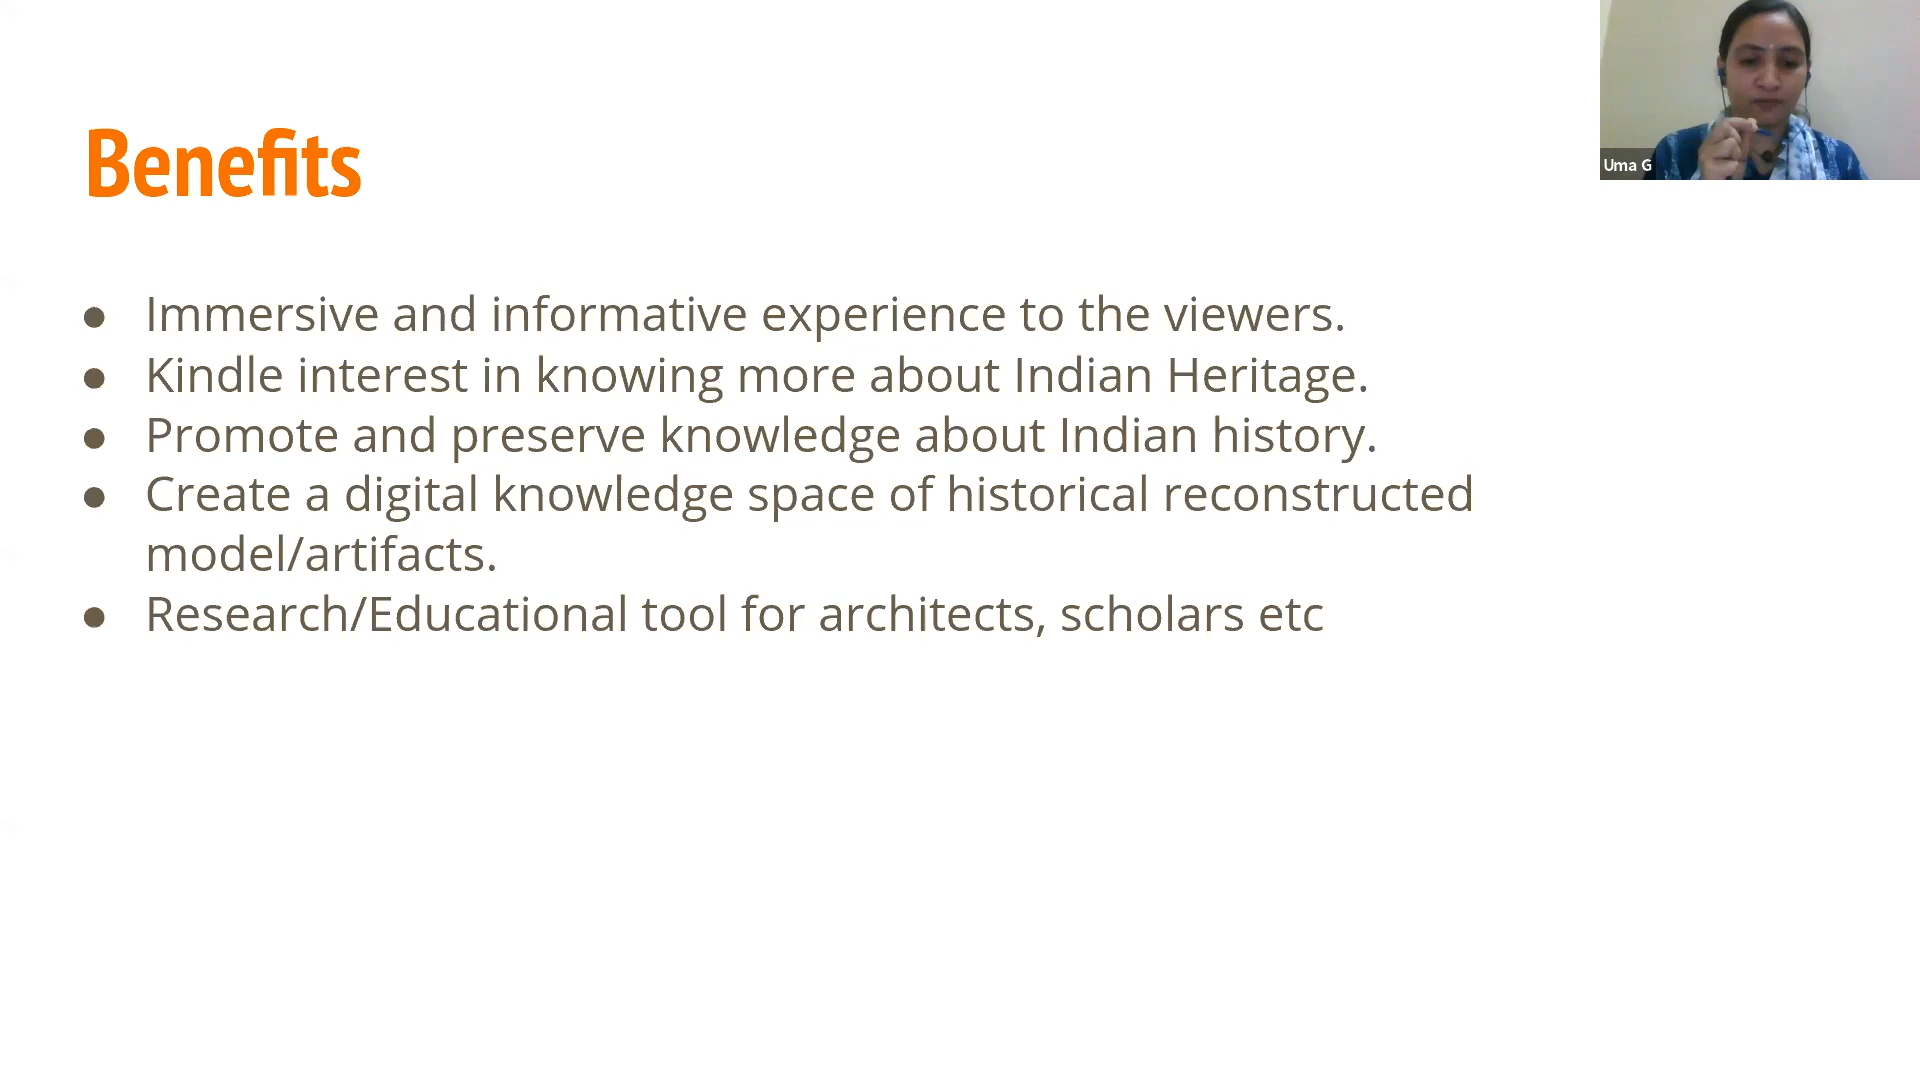 Benefits
Uma G
● Immersive and informative experience to the viewers.
● Kindle interest in knowing more about Indian Heritage.
● Promote and preserve knowledge about Indian history.
● Create a digital knowledge space of historical reconstructed
model/artifacts.
● Research/Educational tool for architects, scholars etc